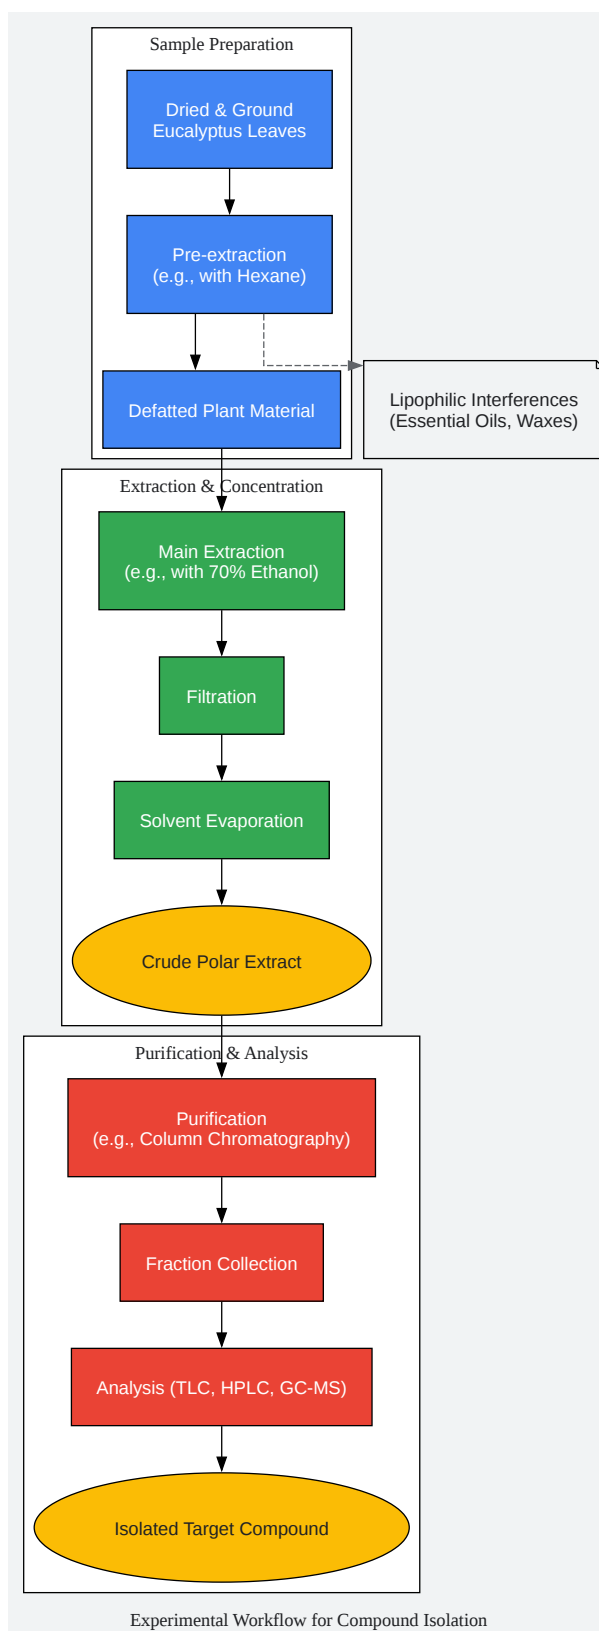 Sample Preparation
Dried & Ground
Eucalyptus Leaves
Pre-extraction
(e.g., with Hexane)
Defatted Plant Material
Lipophilic Interferences
(Essential Oils, Waxes)
Extraction & Concentration
Main Extraction
(e.g., with 70% Ethanol)
Filtration
Solvent Evaporation
Crude Polar Extract
Purification & Analysis
Purification
(e.g., Column Chromatography)
Fraction Collection
Analysis (TLC, HPLC, GC-MS)
Isolated Target Compound
Experimental Workflow for Compound Isolation